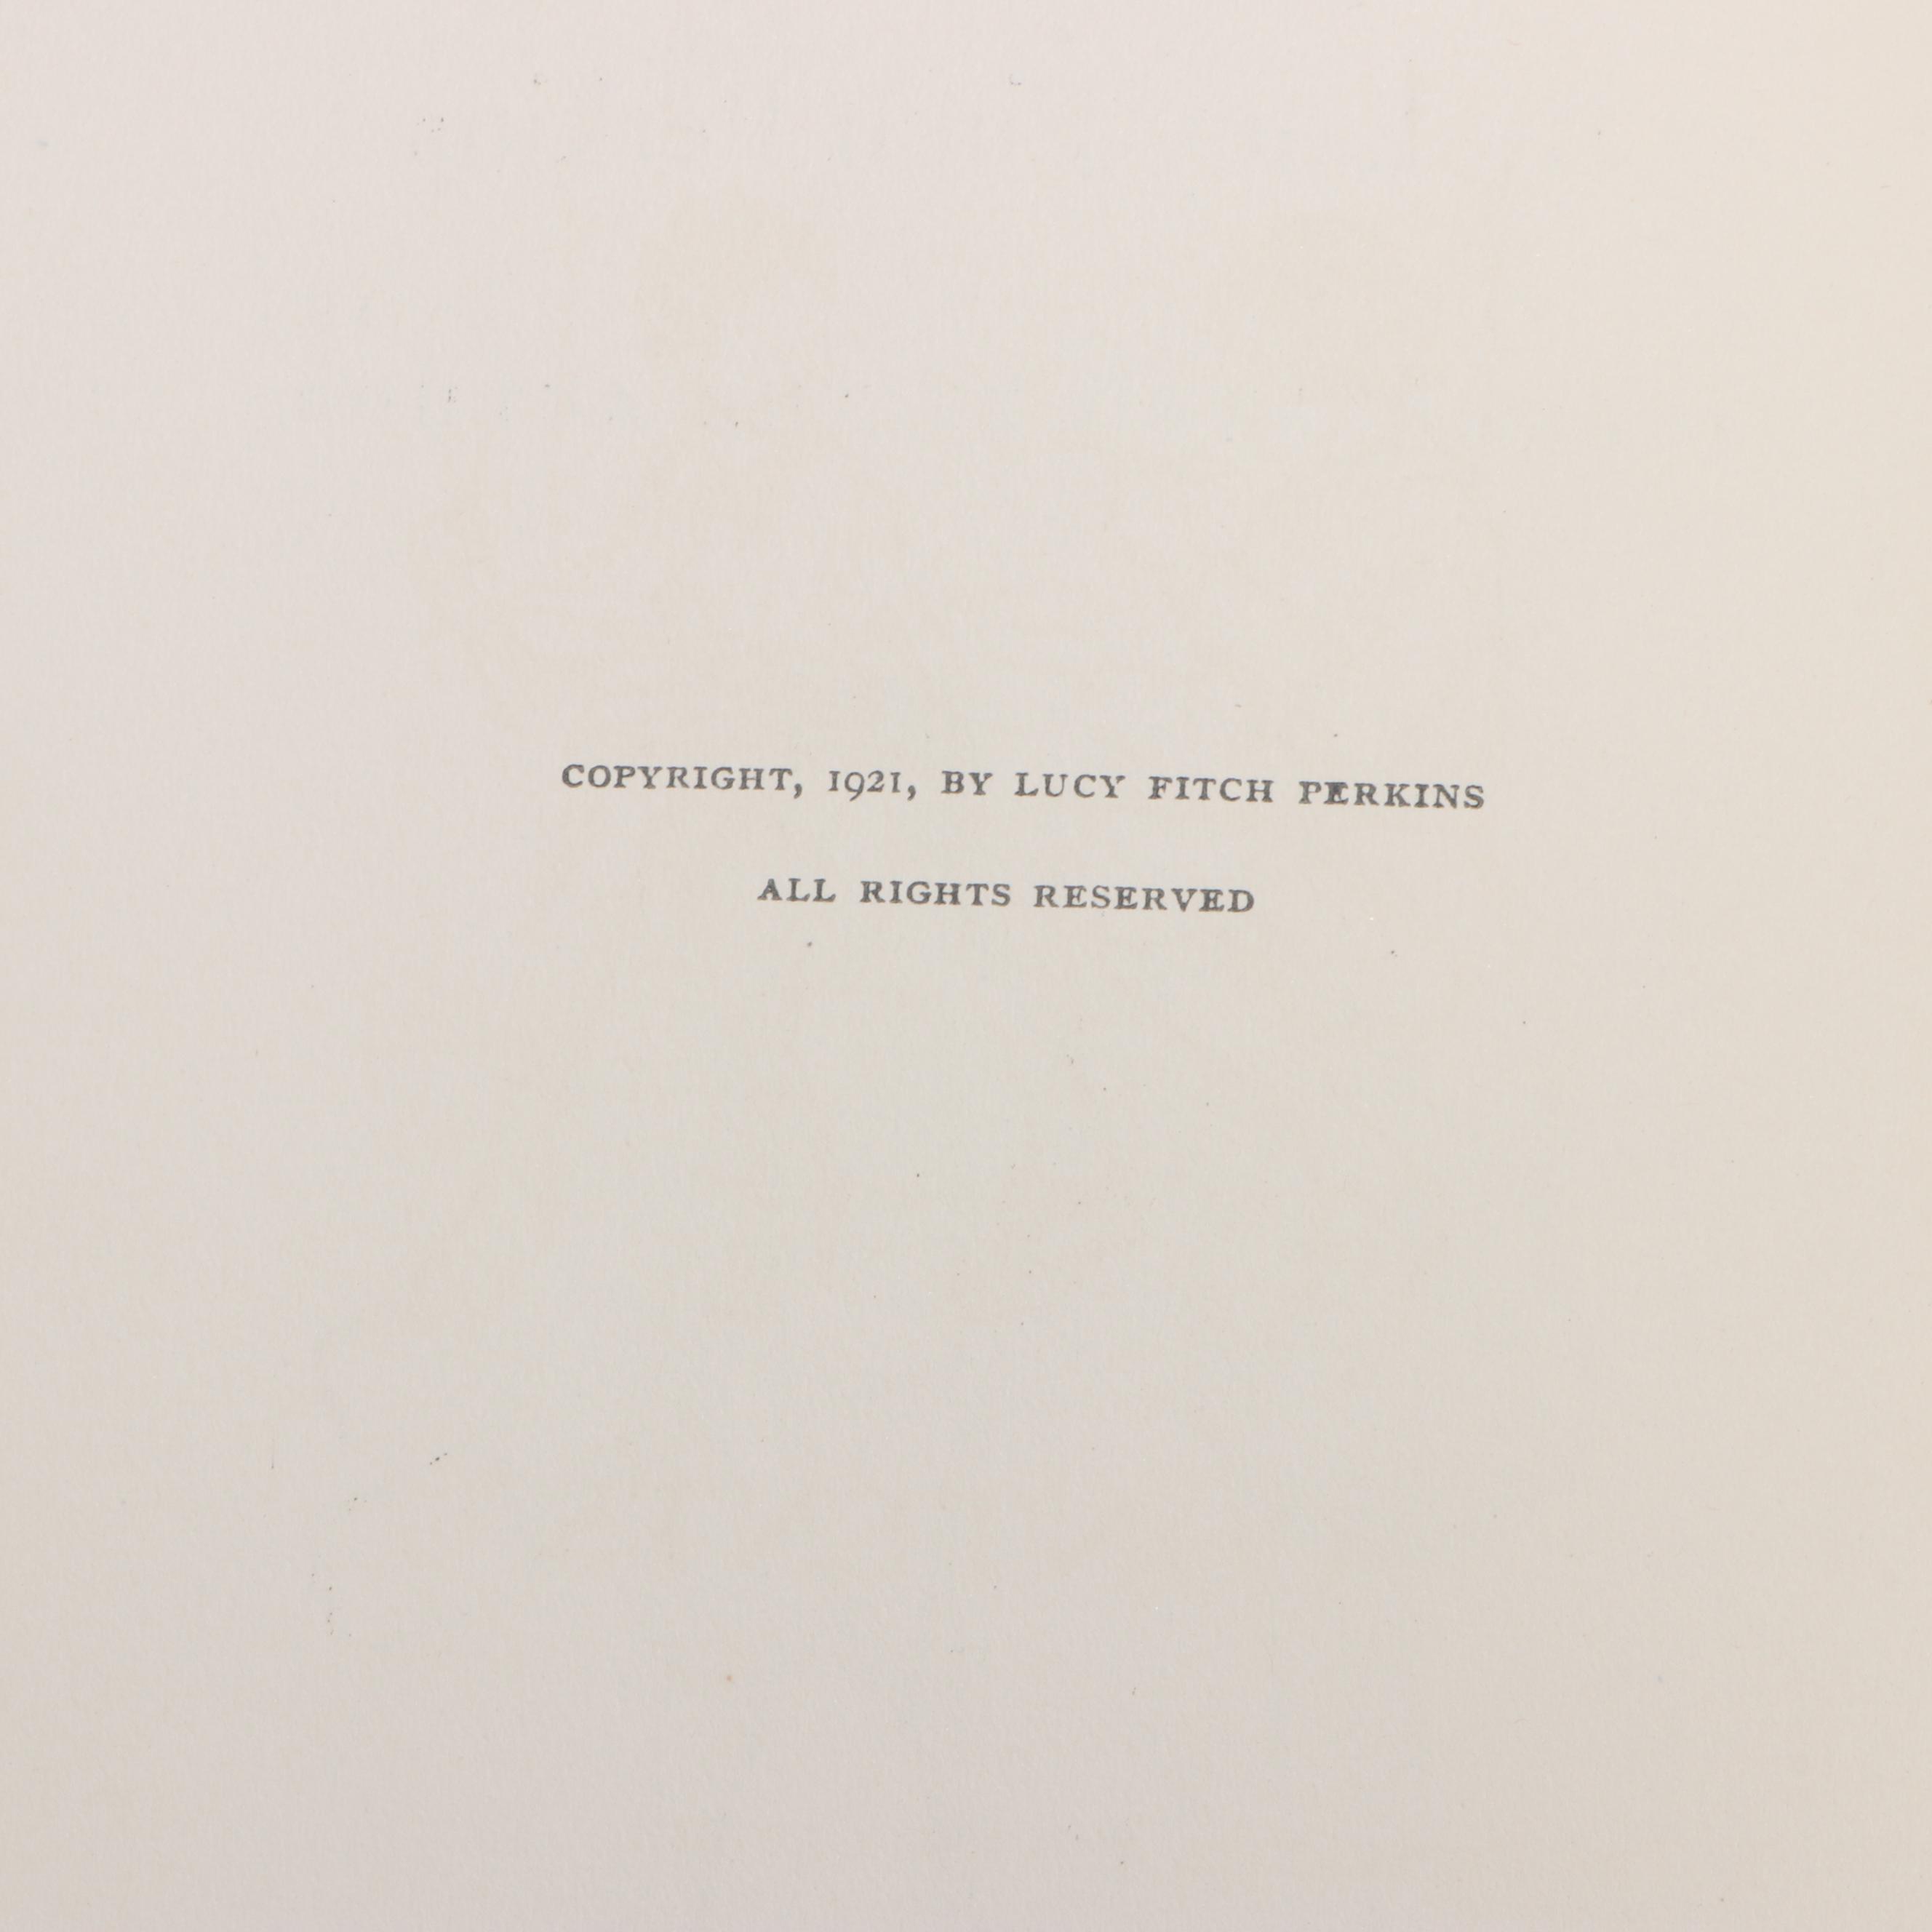 COPYRIGHT, 1921, BY LUCY FITCH PERKINS
ALL RIGHTS RESERVED